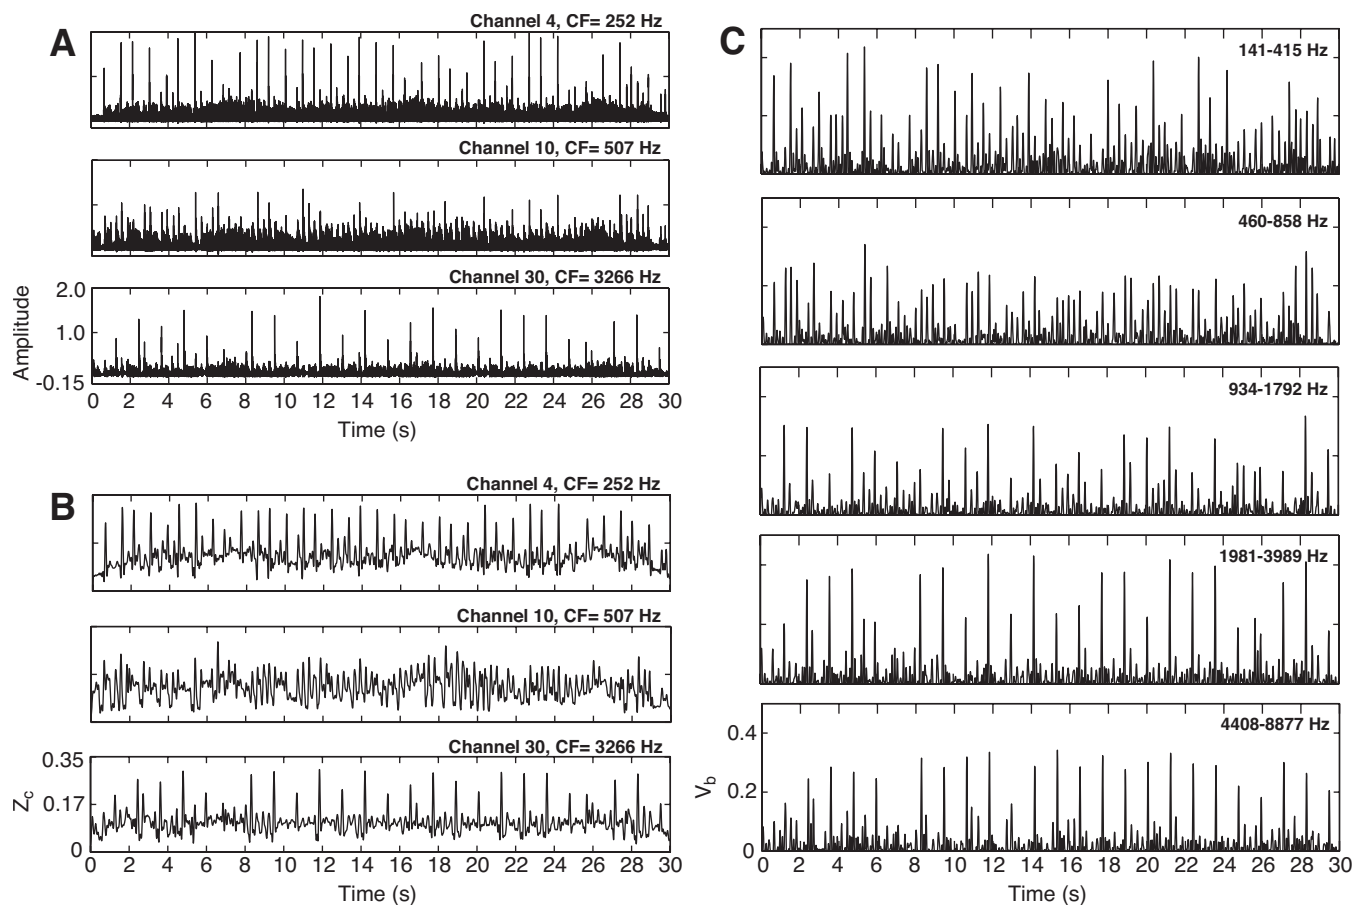 A
Channel 4, CF= 252 Hz
Channel 10, CF= 507 Hz
Channel 30, CF= 3266 Hz
Amplitude
2.0
1.0
-0.15
0 2 4 6 8 10 12 14 16 18 20 22 24 26 28 30
Time (s)
B
Channel 4, CF= 252 Hz
Channel 10, CF= 507 Hz
Channel 30, CF= 3266 Hz
Zc
0.35
0.17
0
0 2 4 6 8 10 12 14 16 18 20 22 24 26 28 30
Time (s)
C
141-415 Hz
460-858 Hz
934-1792 Hz
1981-3989 Hz
4408-8877 Hz
Vb
0.4
0.2
0
0 2 4 6 8 10 12 14 16 18 20 22 24 26 28 30
Time (s)